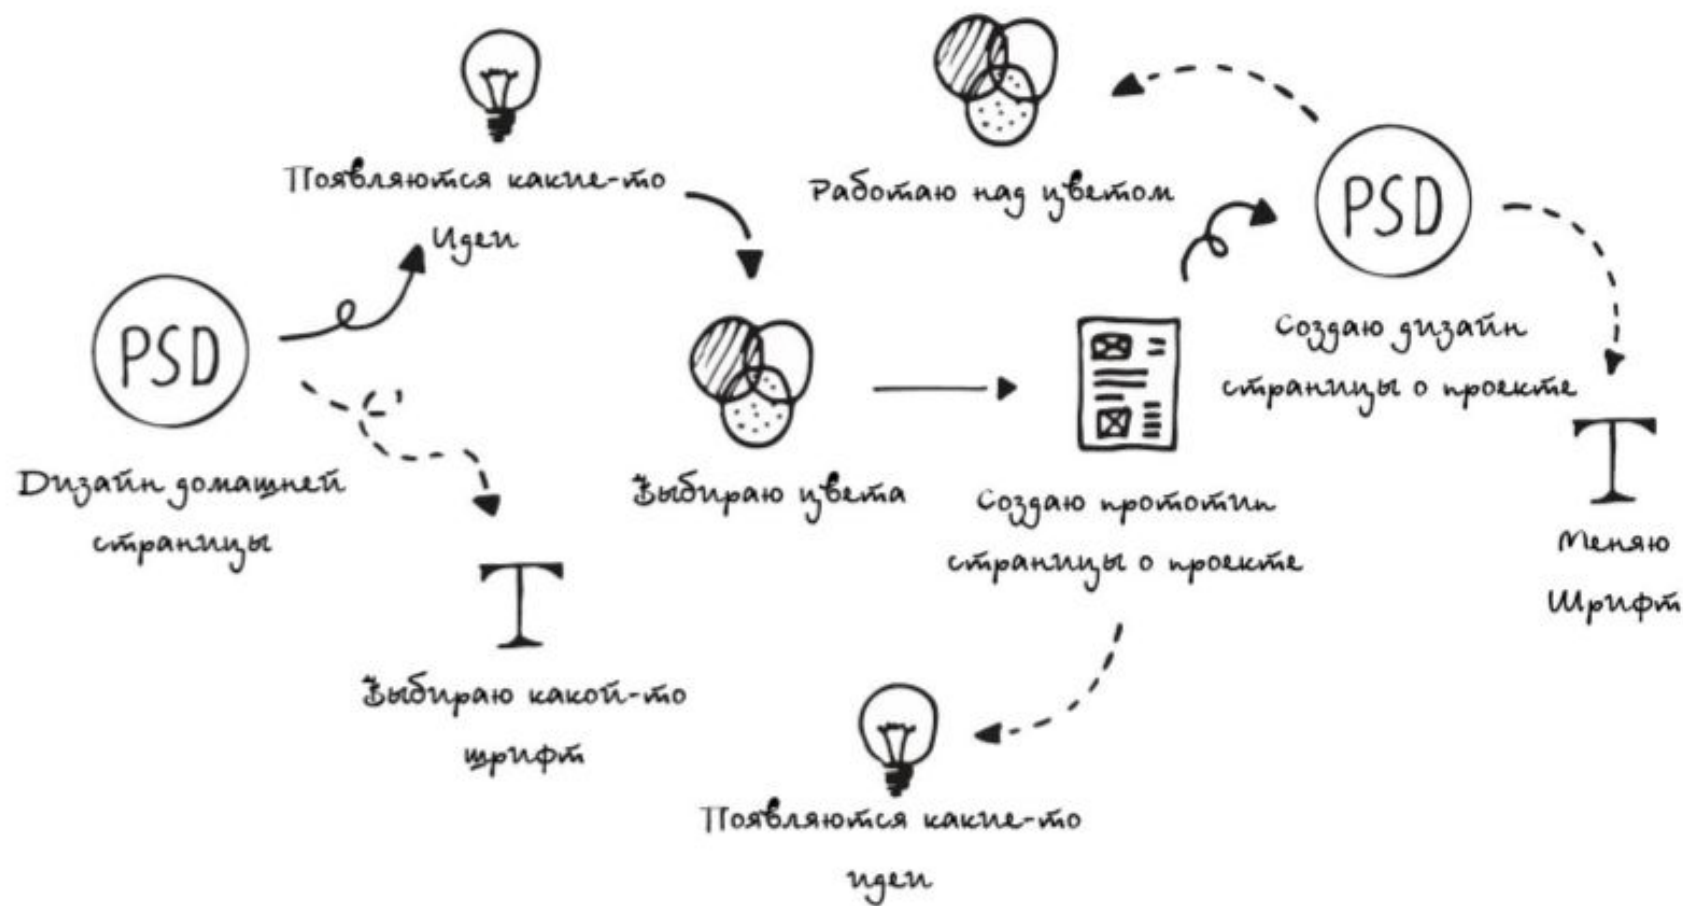 PSD
Дизайн домашней
страницы
Появляются какие-то
Идеи
Выбираю какой-то
шрифт
Выбираю цвета
Создаю прототип
страницы о проекте
Появляются какие-то
идеи
PSD
Создаю дизайн
страницы о проекте
Работаю над цветом
Меняю
Шрифт